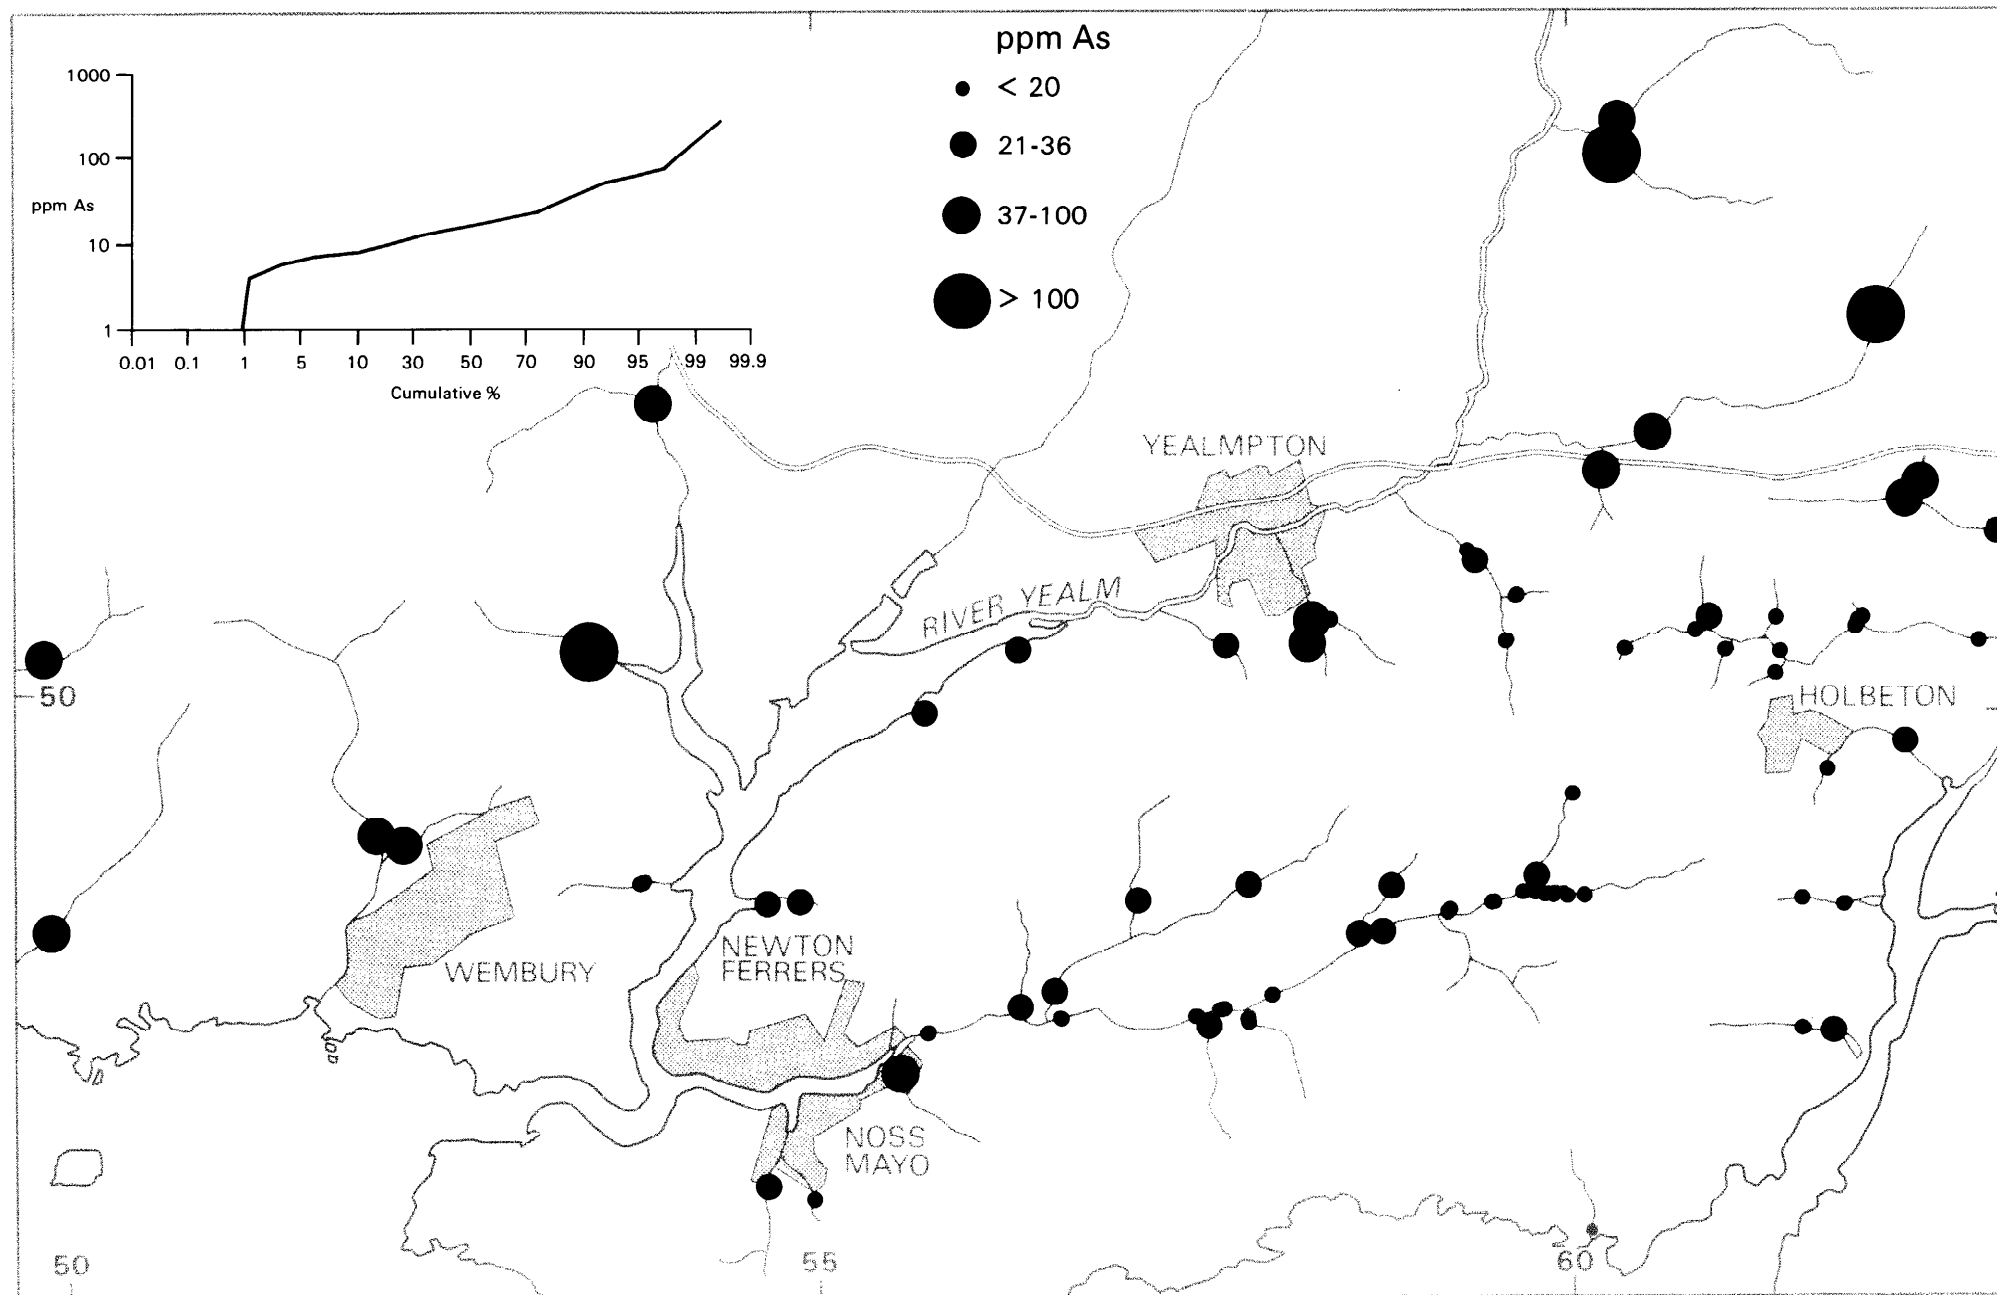 ppm As
< 20
21-36
37-100
> 100
1000
100
ppm As
10
1
0.01 0.1 1 5 10 30 50 70 90 95 99 99.9
Cumulative %
YEALMPTON
RIVER YEALM
50
HOLBETON
NEWTON
FERRERS
WEMBURY
NOSS
MAYO
50
55
60